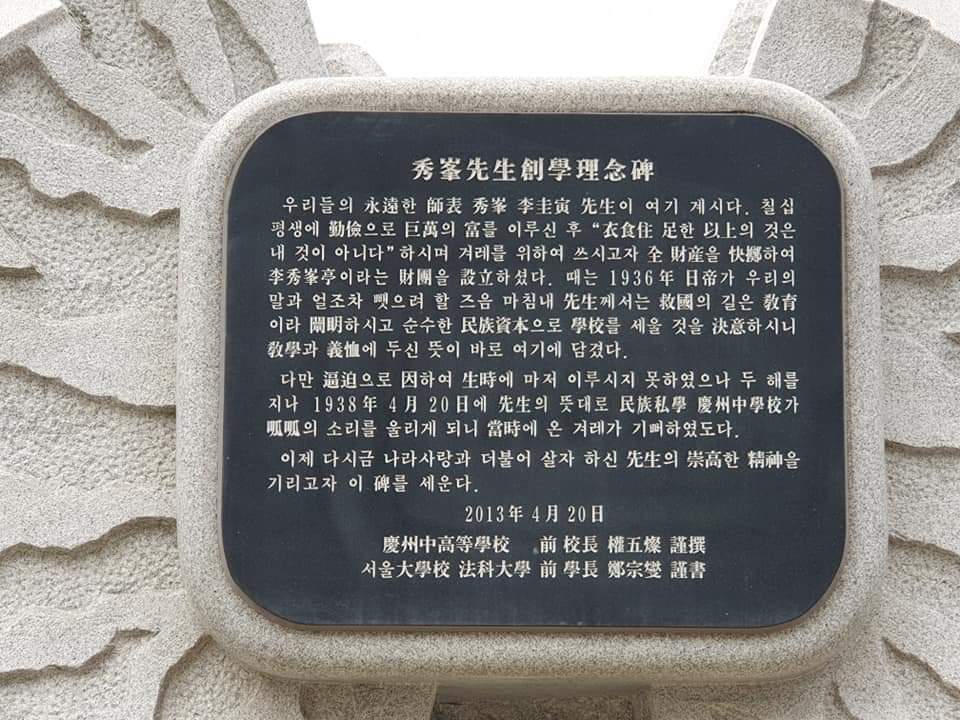 秀峯先生創學理念碑
우리들의 永遠한 師表 秀峯 李圭寅 先生이 여기 계시다. 칠십
평생에 勤儉으로 巨萬의 富를 이루신 후 “衣食住 足한 以上의 것은
내 것이 아니다” 하시며 겨레를 위하여 쓰시고자 全 財産을 快擲하여
李秀峯亭이라는 財團을 設立하셨다. 때는 1936年 日帝가 우리의
말과 얼조차 뺏으려 할 즈음 마침내 先生께서는 救國의 길은 敎育
이라 闡明하시고 순수한 民族資本으로 學校를 세울 것을 決意하시니
敎學과 義恤에 두신 뜻이 바로 여기에 담겼다.
다만 逼迫으로 因하여 生時에 마저 이루시지 못하였으나 두 해를
지나 1938年 4月 20日에 先生의 뜻대로 民族私學 慶州中學校가
呱呱의 소리를 울리게 되니 當時에 온 겨레가 기뻐하였도다.
이제 다시금 나라사랑과 더불어 살자 하신 先生의 崇高한 精神을
기리고자 이 碑를 세운다.
2013年 4月 20日
慶州中高等學校 前 校長 權五燦 謹撰
서울大學校 法科大學 前 學長 鄭宗燮 謹書